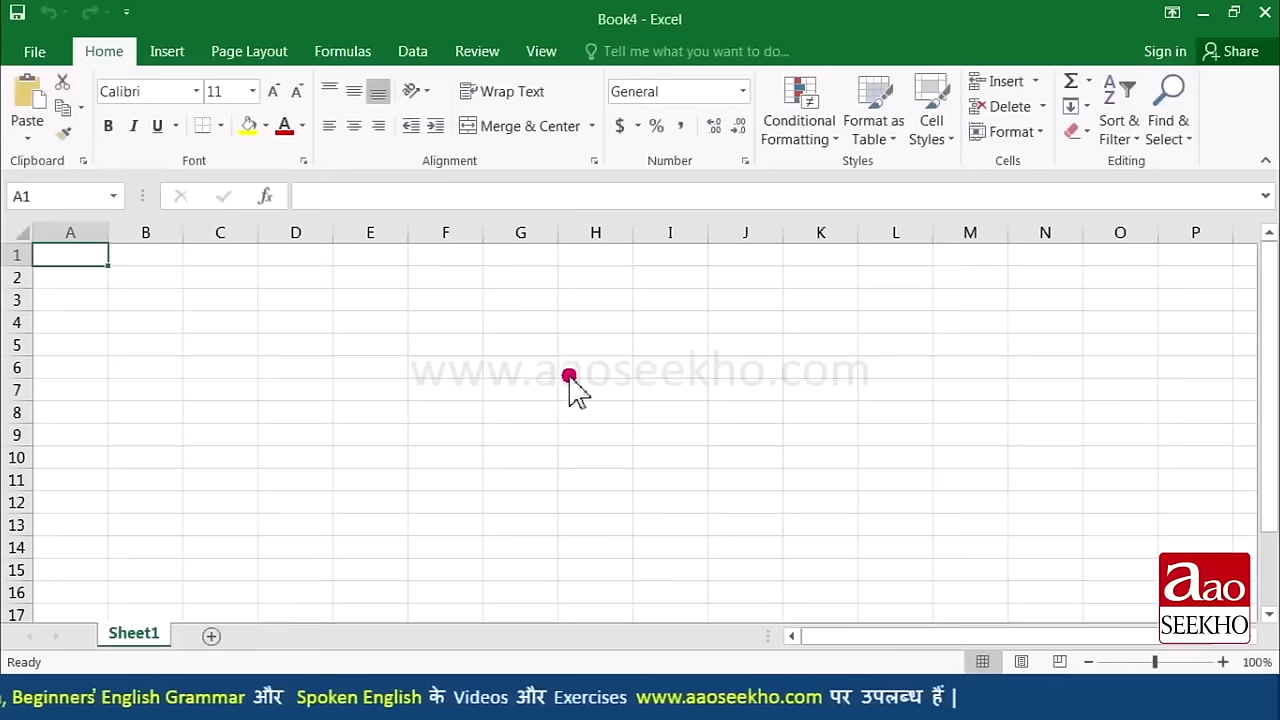 Book4 - Excel
File Home Insert Page Layout Formulas Data Review View Tell me what you want to do... Sign in Share
Calibri 11 Wrap Text General Insert
Paste B I U Merge & Center $ % , Conditional Formatting Format as Table Cell Styles Delete Sort & Filter Find & Select
Format
Clipboard Font Alignment Number Styles Cells Editing
A1 fx
A B C D E F G H I J K L M N O P
1
2
3
4
5
6
www.aaoseekho.com
7
8
9
10
11
12
13
14
15
16
17
aao
SEEKHO
Sheet1
Ready 100%
, Beginners' English Grammar और Spoken English के Videos और Exercises www.aaoseekho.com पर उपलब्ध हैं |